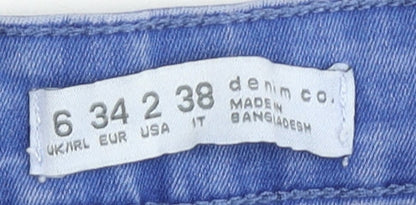 6 34 2 38 denim co.
UK/IRL EUR USA IT MADE IN
BANGLADESH